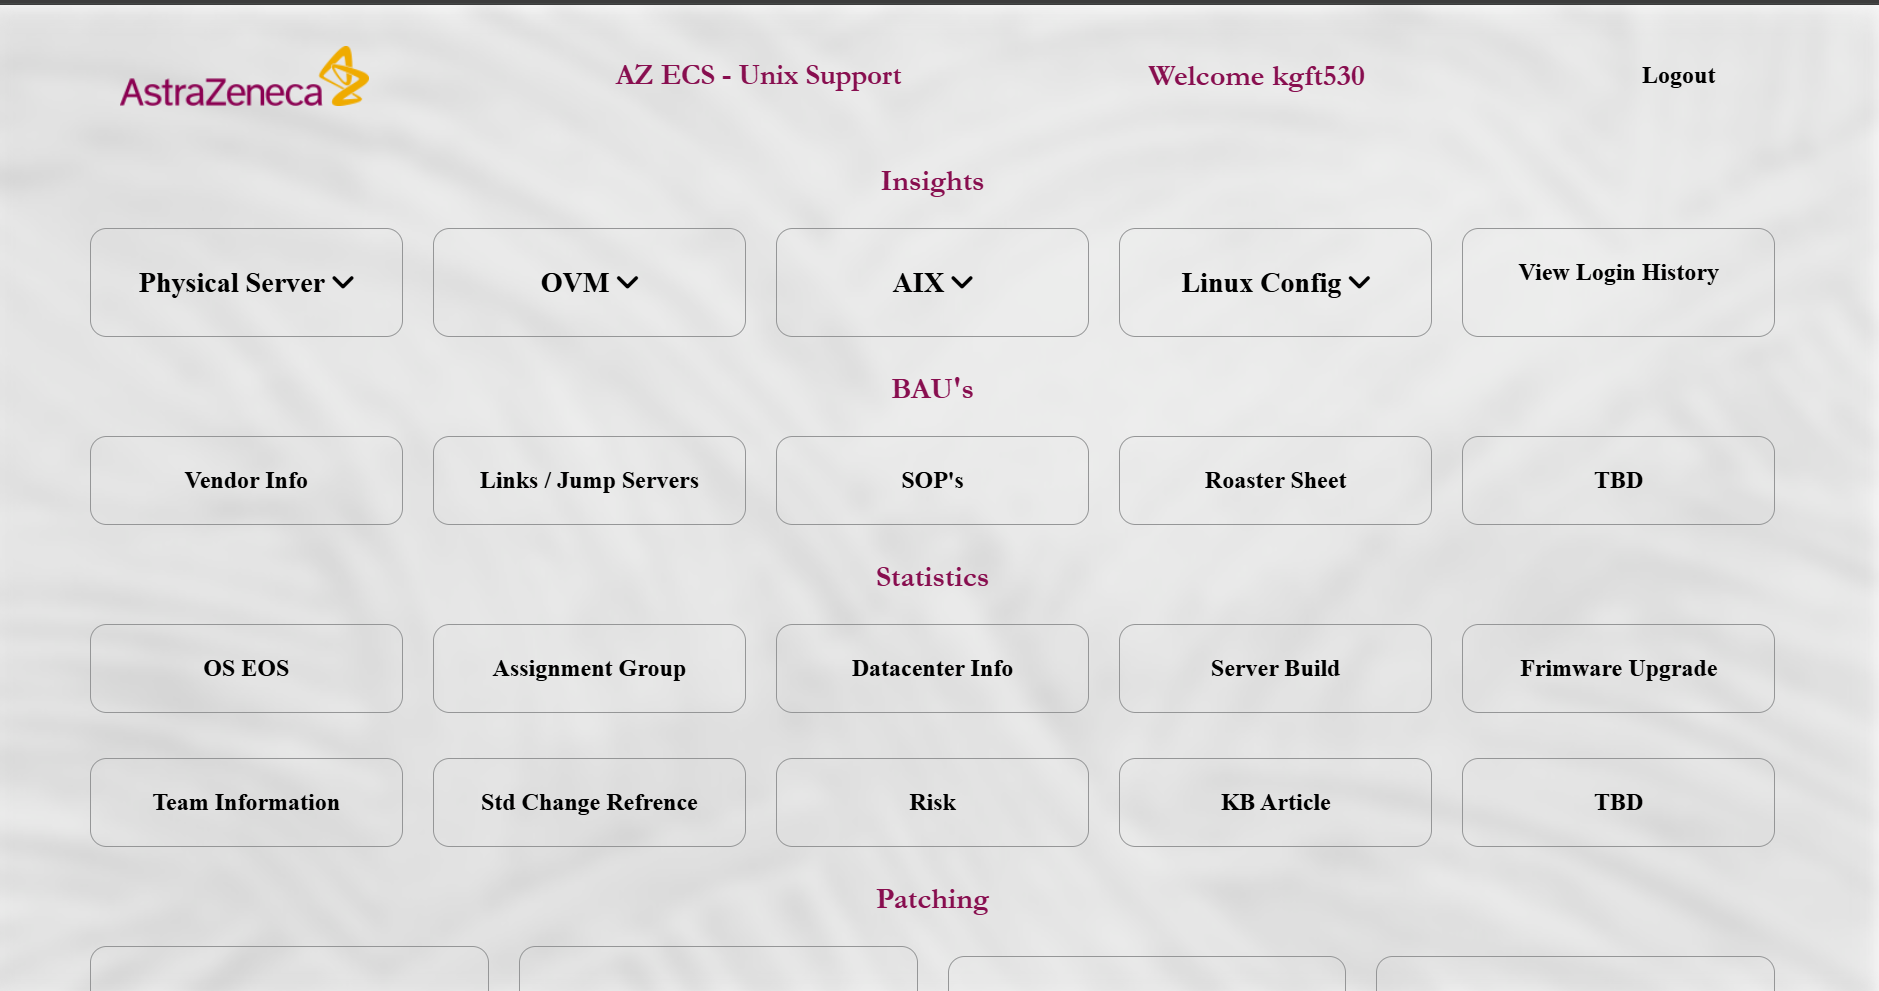 AstraZeneca
AZ ECS - Unix Support
Welcome kgft530
Logout
Insights
Physical Server
OVM
AIX
Linux Config
View Login History
BAU's
Vendor Info
Links / Jump Servers
SOP's
Roaster Sheet
TBD
Statistics
OS EOS
Assignment Group
Datacenter Info
Server Build
Frimware Upgrade
Team Information
Std Change Refrence
Risk
KB Article
TBD
Patching